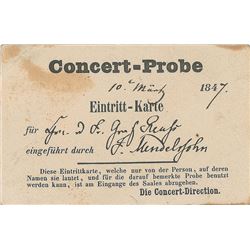 Concert-Probe
10. März 1847.
Eintritt-Karte
für Hrn. d F. Graf
eingeführt durch F. Mendelssohn
Diese Eintrittkarte, welche nur von der Person, auf deren
Namen sie lautet, und für die darauf bemerkte Probe benutzt
werden kann, ist am Eingange des Saales abzugeben.
Die Concert-Direction.